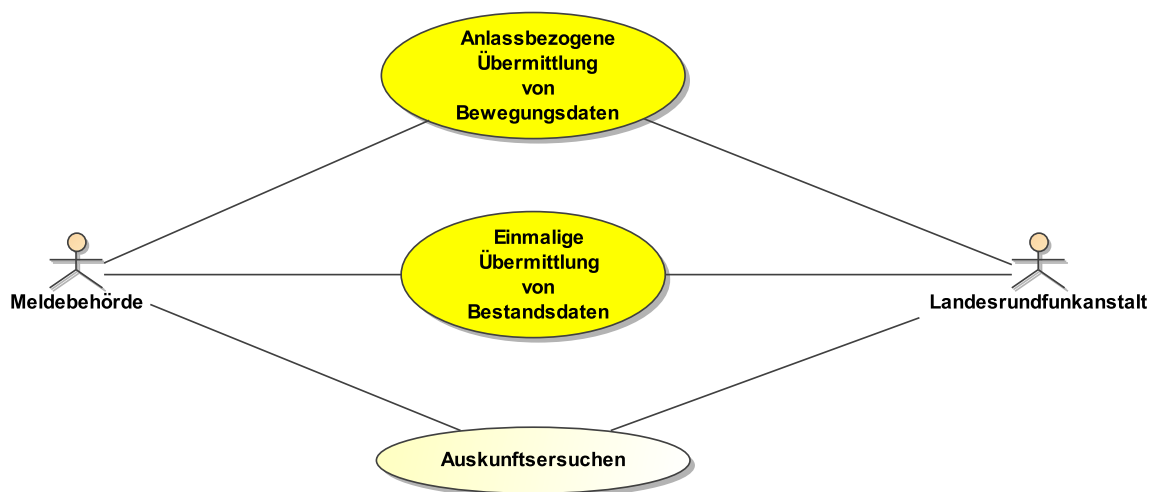 Anlassbezogene
Übermittlung
von
Bewegungsdaten
Einmalige
Übermittlung
von
Bestandsdaten
Meldebehörde
Landesrundfunkanstalt
Auskunftsersuchen